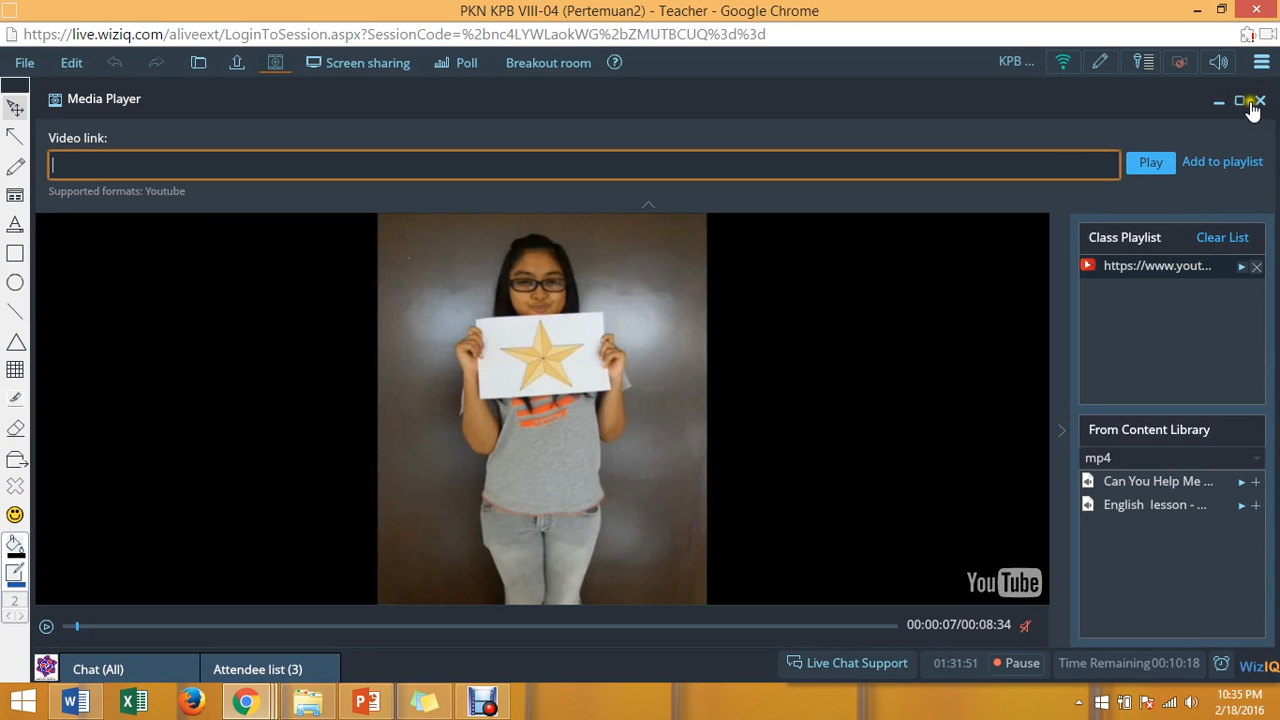 PKN KPB VIII-04 (Pertemuan2) - Teacher - Google Chrome
https://live.wiziq.com/aliveext/LoginToSession.aspx?SessionCode=%2bnc4LYWLaokWG%2bZMUTBCUQ%3d%3d
File Edit Screen sharing Poll Breakout room ? KPB ...
Media Player
Video link:
Play Add to playlist
Supported formats: Youtube
Class Playlist Clear List
https://www.yout...
From Content Library
mp4
Can You Help Me ...
English lesson - ...
YouTube
00:00:07/00:08:34
2
Chat (All) Attendee list (3) Live Chat Support 01:31:51 Pause Time Remaining 00:10:18 WizIQ
10:35 PM
2/18/2016